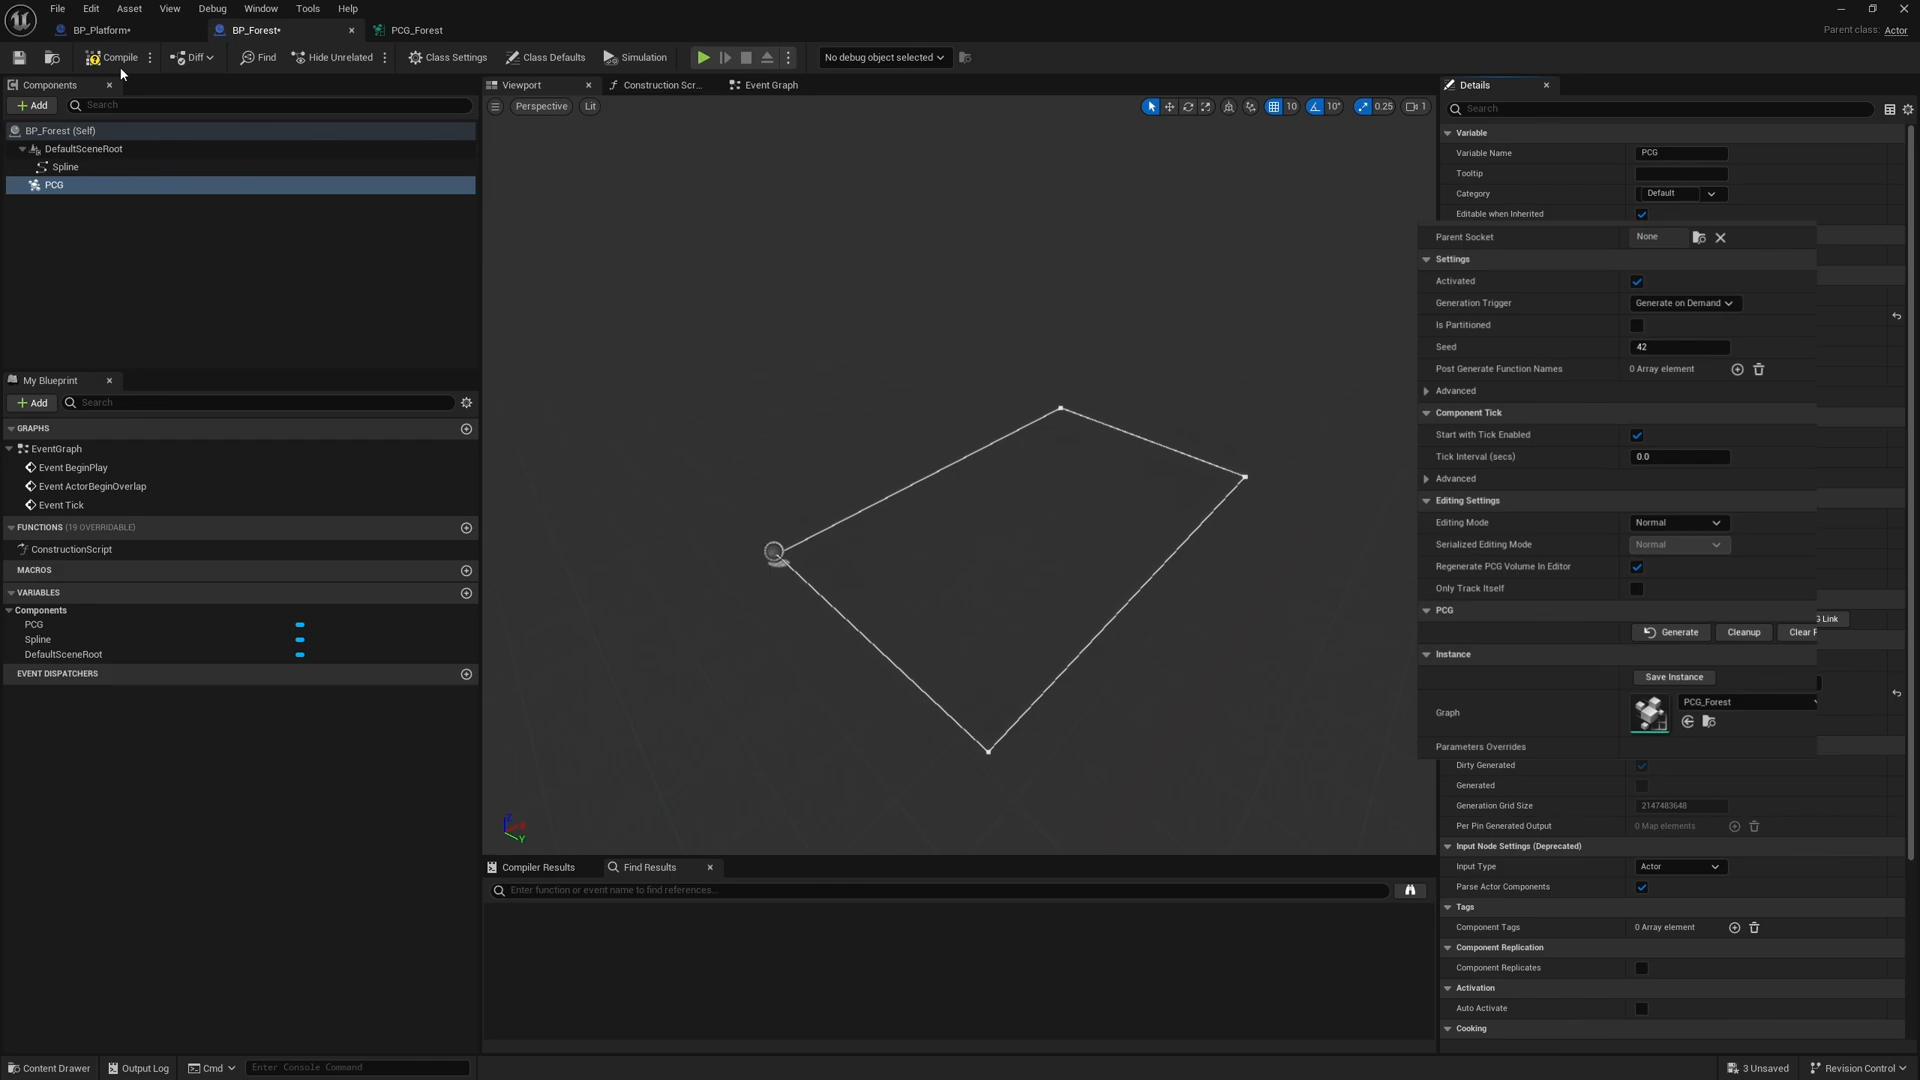 File Edit Asset View Debug Window Tools Help
BP_Platform* BP_Forest* PCG_Forest
Parent class: Actor
Compile Diff Find Hide Unrelated Class Settings Class Defaults Simulation No debug object selected
Components
Add Search
BP_Forest (Self)
DefaultSceneRoot
Spline
PCG
My Blueprint
Add Search
GRAPHS
EventGraph
Event BeginPlay
Event ActorBeginOverlap
Event Tick
FUNCTIONS (19 OVERRIDABLE)
ConstructionScript
MACROS
VARIABLES
Components
PCG
Spline
DefaultSceneRoot
EVENT DISPATCHERS
Viewport Construction Scr... Event Graph
Perspective Lit 10 10° 0.25 1
Z
Y
Compiler Results Find Results
Enter function or event name to find references...
Details
Search
Variable
Variable Name PCG
Tooltip
Category Default
Editable when Inherited
Parent Socket None
Settings
Activated
Generation Trigger Generate on Demand
Is Partitioned
Seed 42
Post Generate Function Names 0 Array element
Advanced
Component Tick
Start with Tick Enabled
Tick Interval (secs) 0.0
Advanced
Editing Settings
Editing Mode Normal
Serialized Editing Mode Normal
Regenerate PCG Volume In Editor
Only Track Itself
PCG
G Link
Generate Cleanup Clear
Instance
Save Instance
Graph PCG_Forest
Parameters Overrides
Dirty Generated
Generated
Generation Grid Size 2147483648
Per Pin Generated Output 0 Map elements
Input Node Settings (Deprecated)
Input Type Actor
Parse Actor Components
Tags
Component Tags 0 Array element
Component Replication
Component Replicates
Activation
Auto Activate
Cooking
Content Drawer Output Log Cmd Enter Console Command 3 Unsaved Revision Control